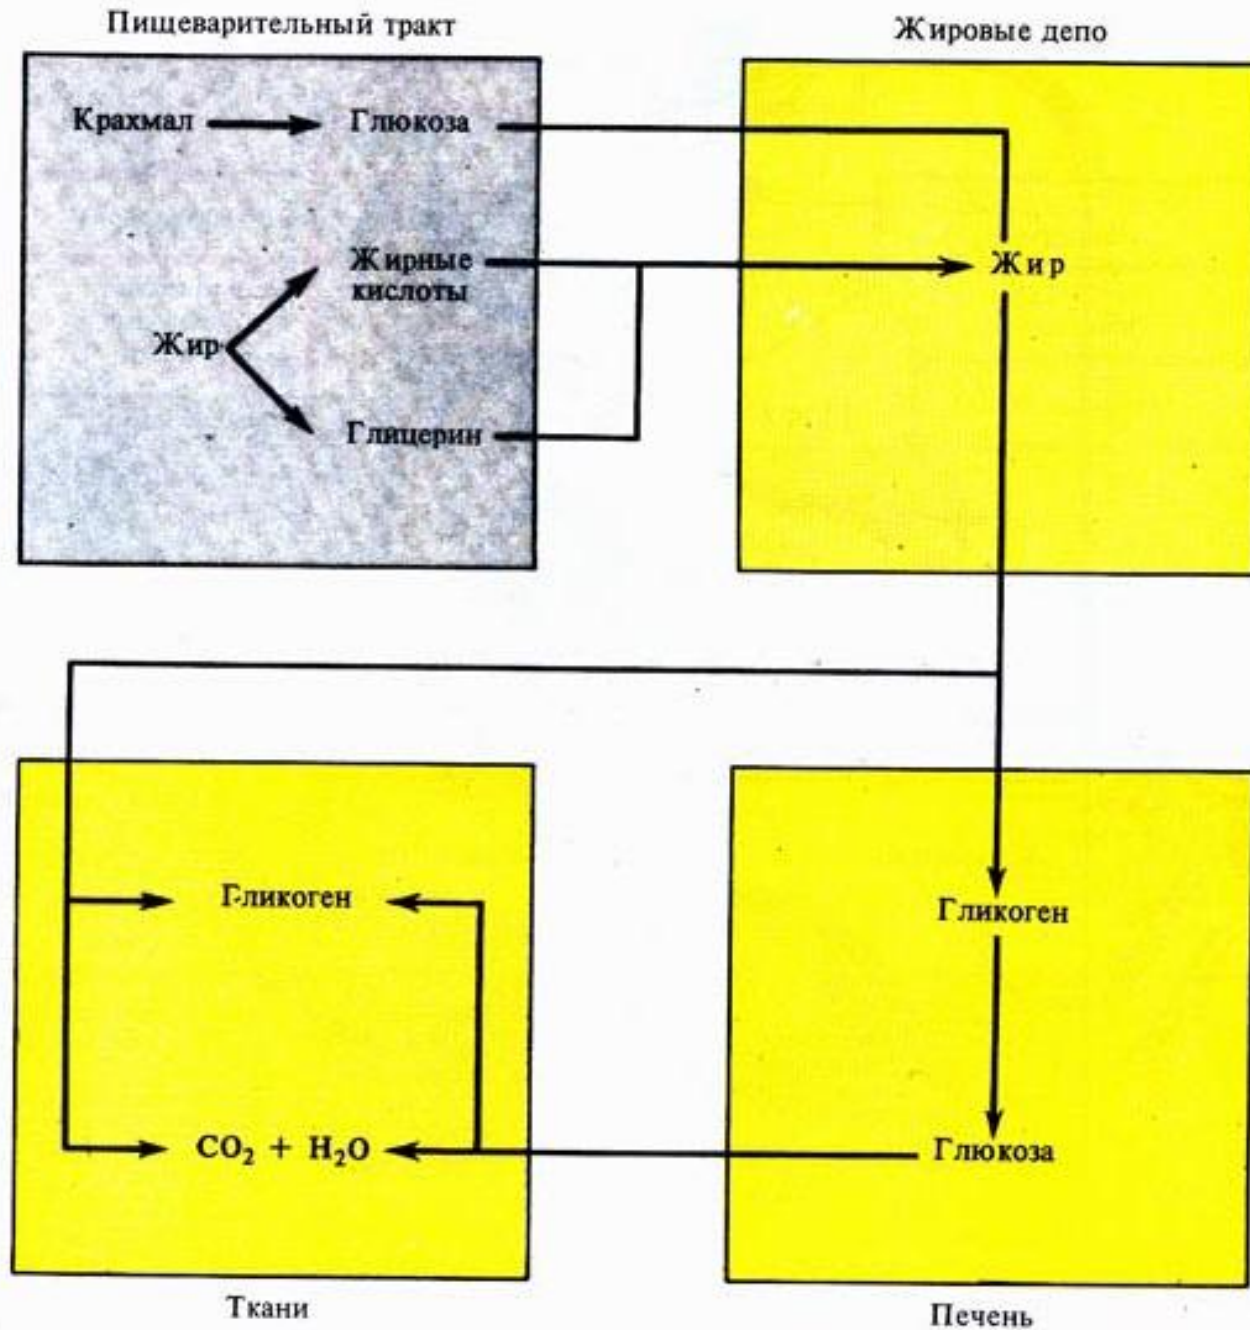 Пищеварительный тракт
Жировые депо
Крахмал
Глюкоза
Жирные
кислоты
Жир
Глицерин
Жир
Гликоген
CO₂ + H₂O
Гликоген
Глюкоза
Ткани
Печень